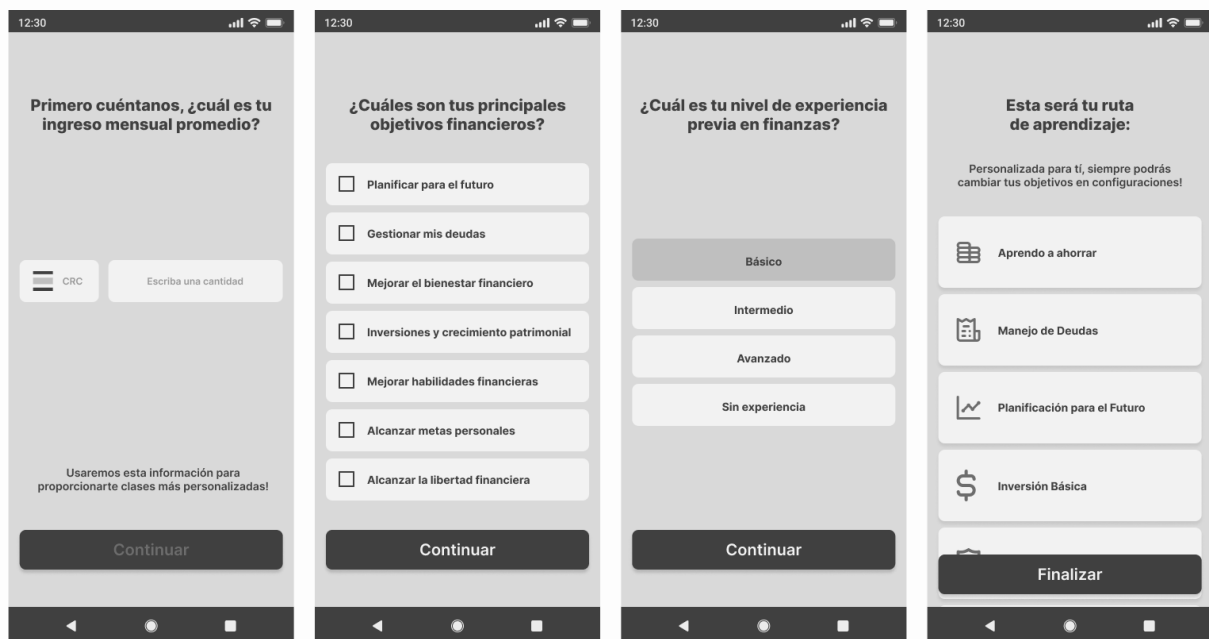 12:30
Primero cuéntanos, ¿cuál es tu
ingreso mensual promedio?
CRC
Escriba una cantidad
Usaremos esta información para
proporcionarte clases más personalizadas!
Continuar
12:30
¿Cuáles son tus principales
objetivos financieros?
Planificar para el futuro
Gestionar mis deudas
Mejorar el bienestar financiero
Inversiones y crecimiento patrimonial
Mejorar habilidades financieras
Alcanzar metas personales
Alcanzar la libertad financiera
Continuar
12:30
¿Cuál es tu nivel de experiencia
previa en finanzas?
Básico
Intermedio
Avanzado
Sin experiencia
Continuar
12:30
Esta será tu ruta
de aprendizaje:
Personalizada para tí, siempre podrás
cambiar tus objetivos en configuraciones!
Aprendo a ahorrar
Manejo de Deudas
Planificación para el Futuro
Inversión Básica
Finalizar